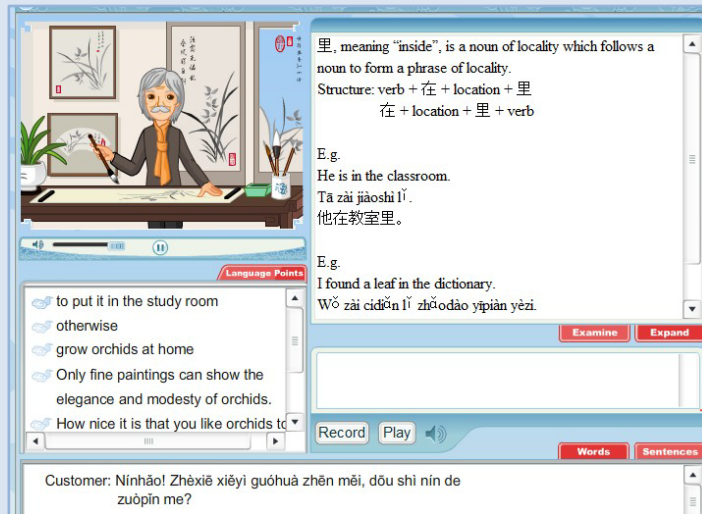 里, meaning “inside”, is a noun of locality which follows a
noun to form a phrase of locality.
Structure: verb + 在 + location + 里
在 + location + 里 + verb
E.g.
He is in the classroom.
Tā zài jiàoshì lǐ.
他在教室里。
E.g.
I found a leaf in the dictionary.
Wǒ zài cídiǎn lǐ zhǎodào yīpiàn yèzi.
Language Points
to put it in the study room
otherwise
grow orchids at home
Only fine paintings can show the
elegance and modesty of orchids.
How nice it is that you like orchids to
Examine
Expand
Record
Play
Words
Sentences
Customer: Nínhǎo! Zhèxiē xiěyì guóhuà zhēn měi, dōu shì nín de
zuòpǐn me?